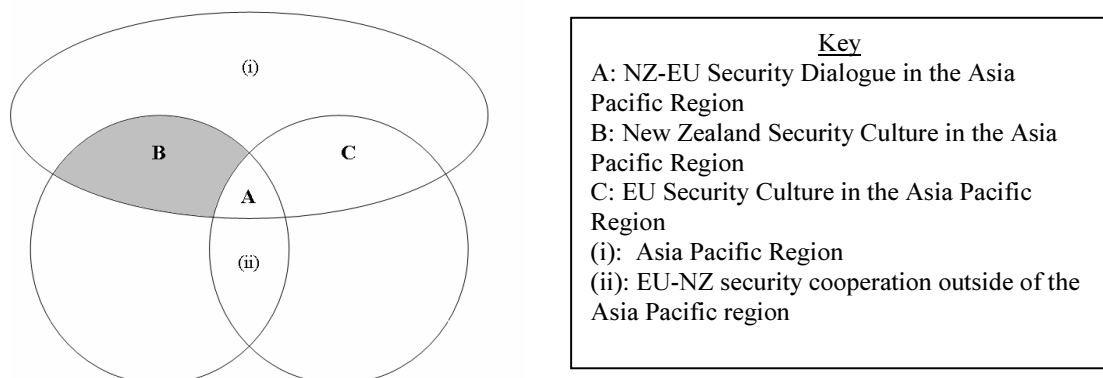 (i)
B
C
A
(ii)
Key
A: NZ-EU Security Dialogue in the Asia
Pacific Region
B: New Zealand Security Culture in the Asia
Pacific Region
C: EU Security Culture in the Asia Pacific
Region
(i): Asia Pacific Region
(ii): EU-NZ security cooperation outside of the
Asia Pacific region